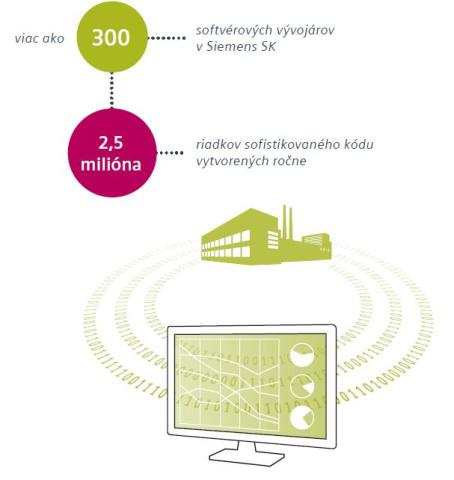 viac ako
300
softvérových vývojárov
v Siemens SK
2,5
milióna
riadkov sofistikovaného kódu
vytvorených ročne